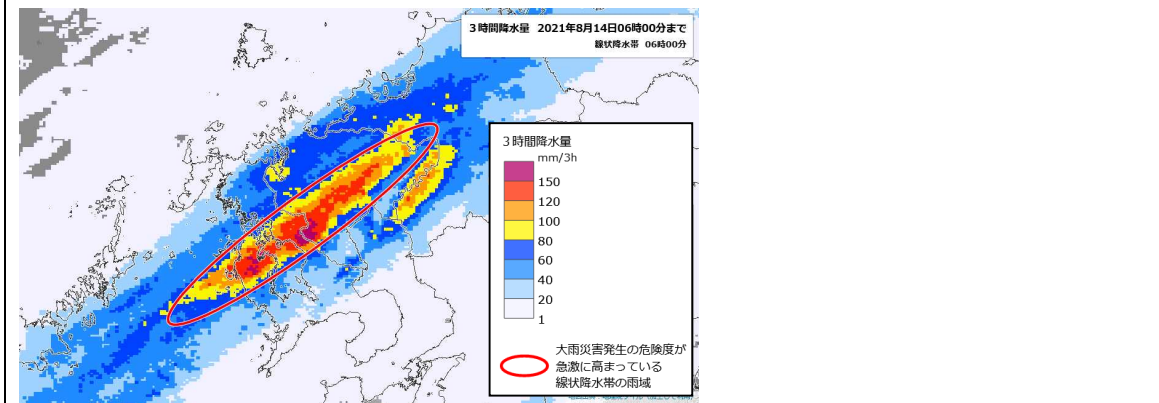 3時間降水量 2021年8月14日06時00分まで
線状降水帯 06時00分
3時間降水量
mm/3h
150
120
100
80
60
40
20
1
大雨災害発生の危険度が
急激に高まっている
線状降水帯の雨域